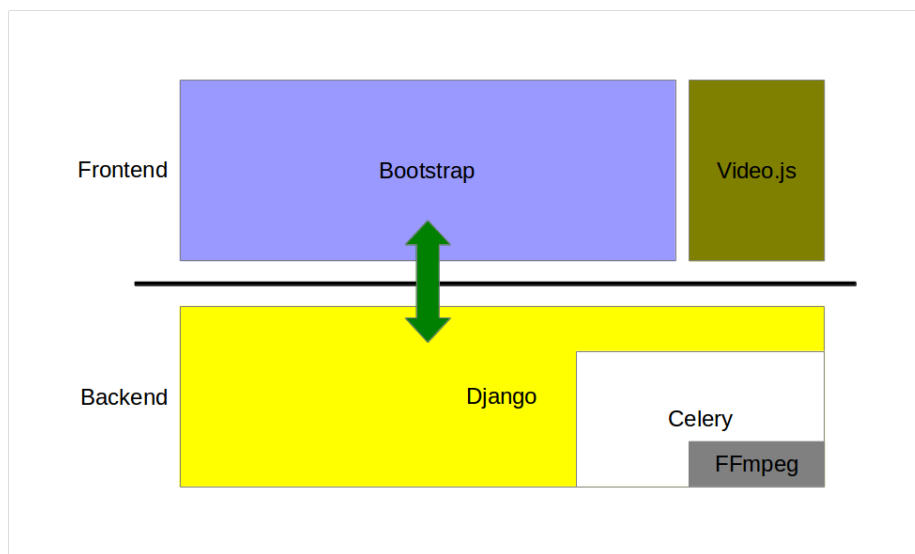 Frontend
Bootstrap
Video.js
Backend
Django
Celery
FFmpeg